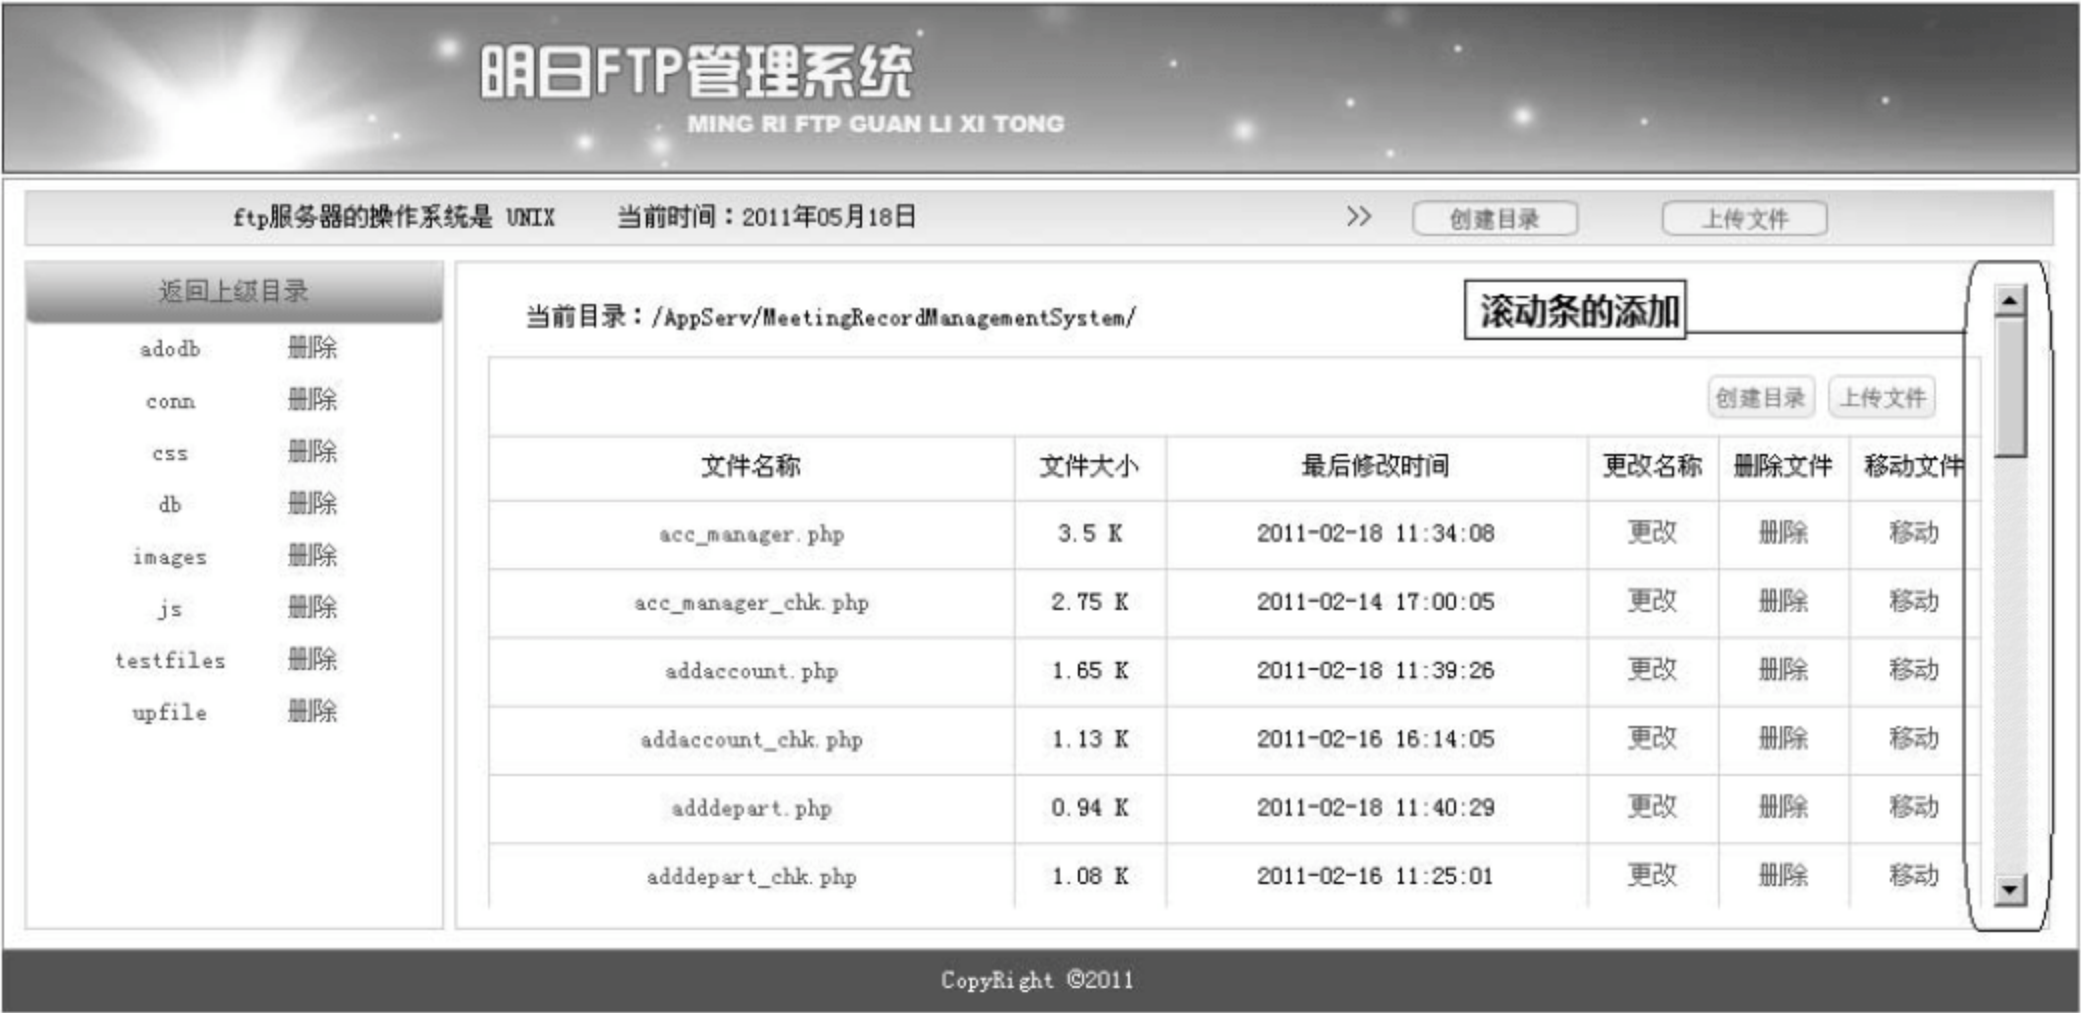 明日FTP管理系统
MING RI FTP GUAN LI XI TONG
ftp服务器的操作系统是 UNIX 当前时间：2011年05月18日 >> 创建目录 上传文件
返回上级目录
adodb 删除
conn 删除
css 删除
db 删除
images 删除
js 删除
testfiles 删除
upfile 删除
当前目录：/AppServ/MeetingRecordManagementSystem/
滚动条的添加
创建目录 上传文件
文件名称 文件大小 最后修改时间 更改名称 删除文件 移动文件
acc_manager.php 3.5 K 2011-02-18 11:34:08 更改 删除 移动
acc_manager_chk.php 2.75 K 2011-02-14 17:00:05 更改 删除 移动
addaccount.php 1.65 K 2011-02-18 11:39:26 更改 删除 移动
addaccount_chk.php 1.13 K 2011-02-16 16:14:05 更改 删除 移动
adddepart.php 0.94 K 2011-02-18 11:40:29 更改 删除 移动
adddepart_chk.php 1.08 K 2011-02-16 11:25:01 更改 删除 移动
CopyRight ©2011